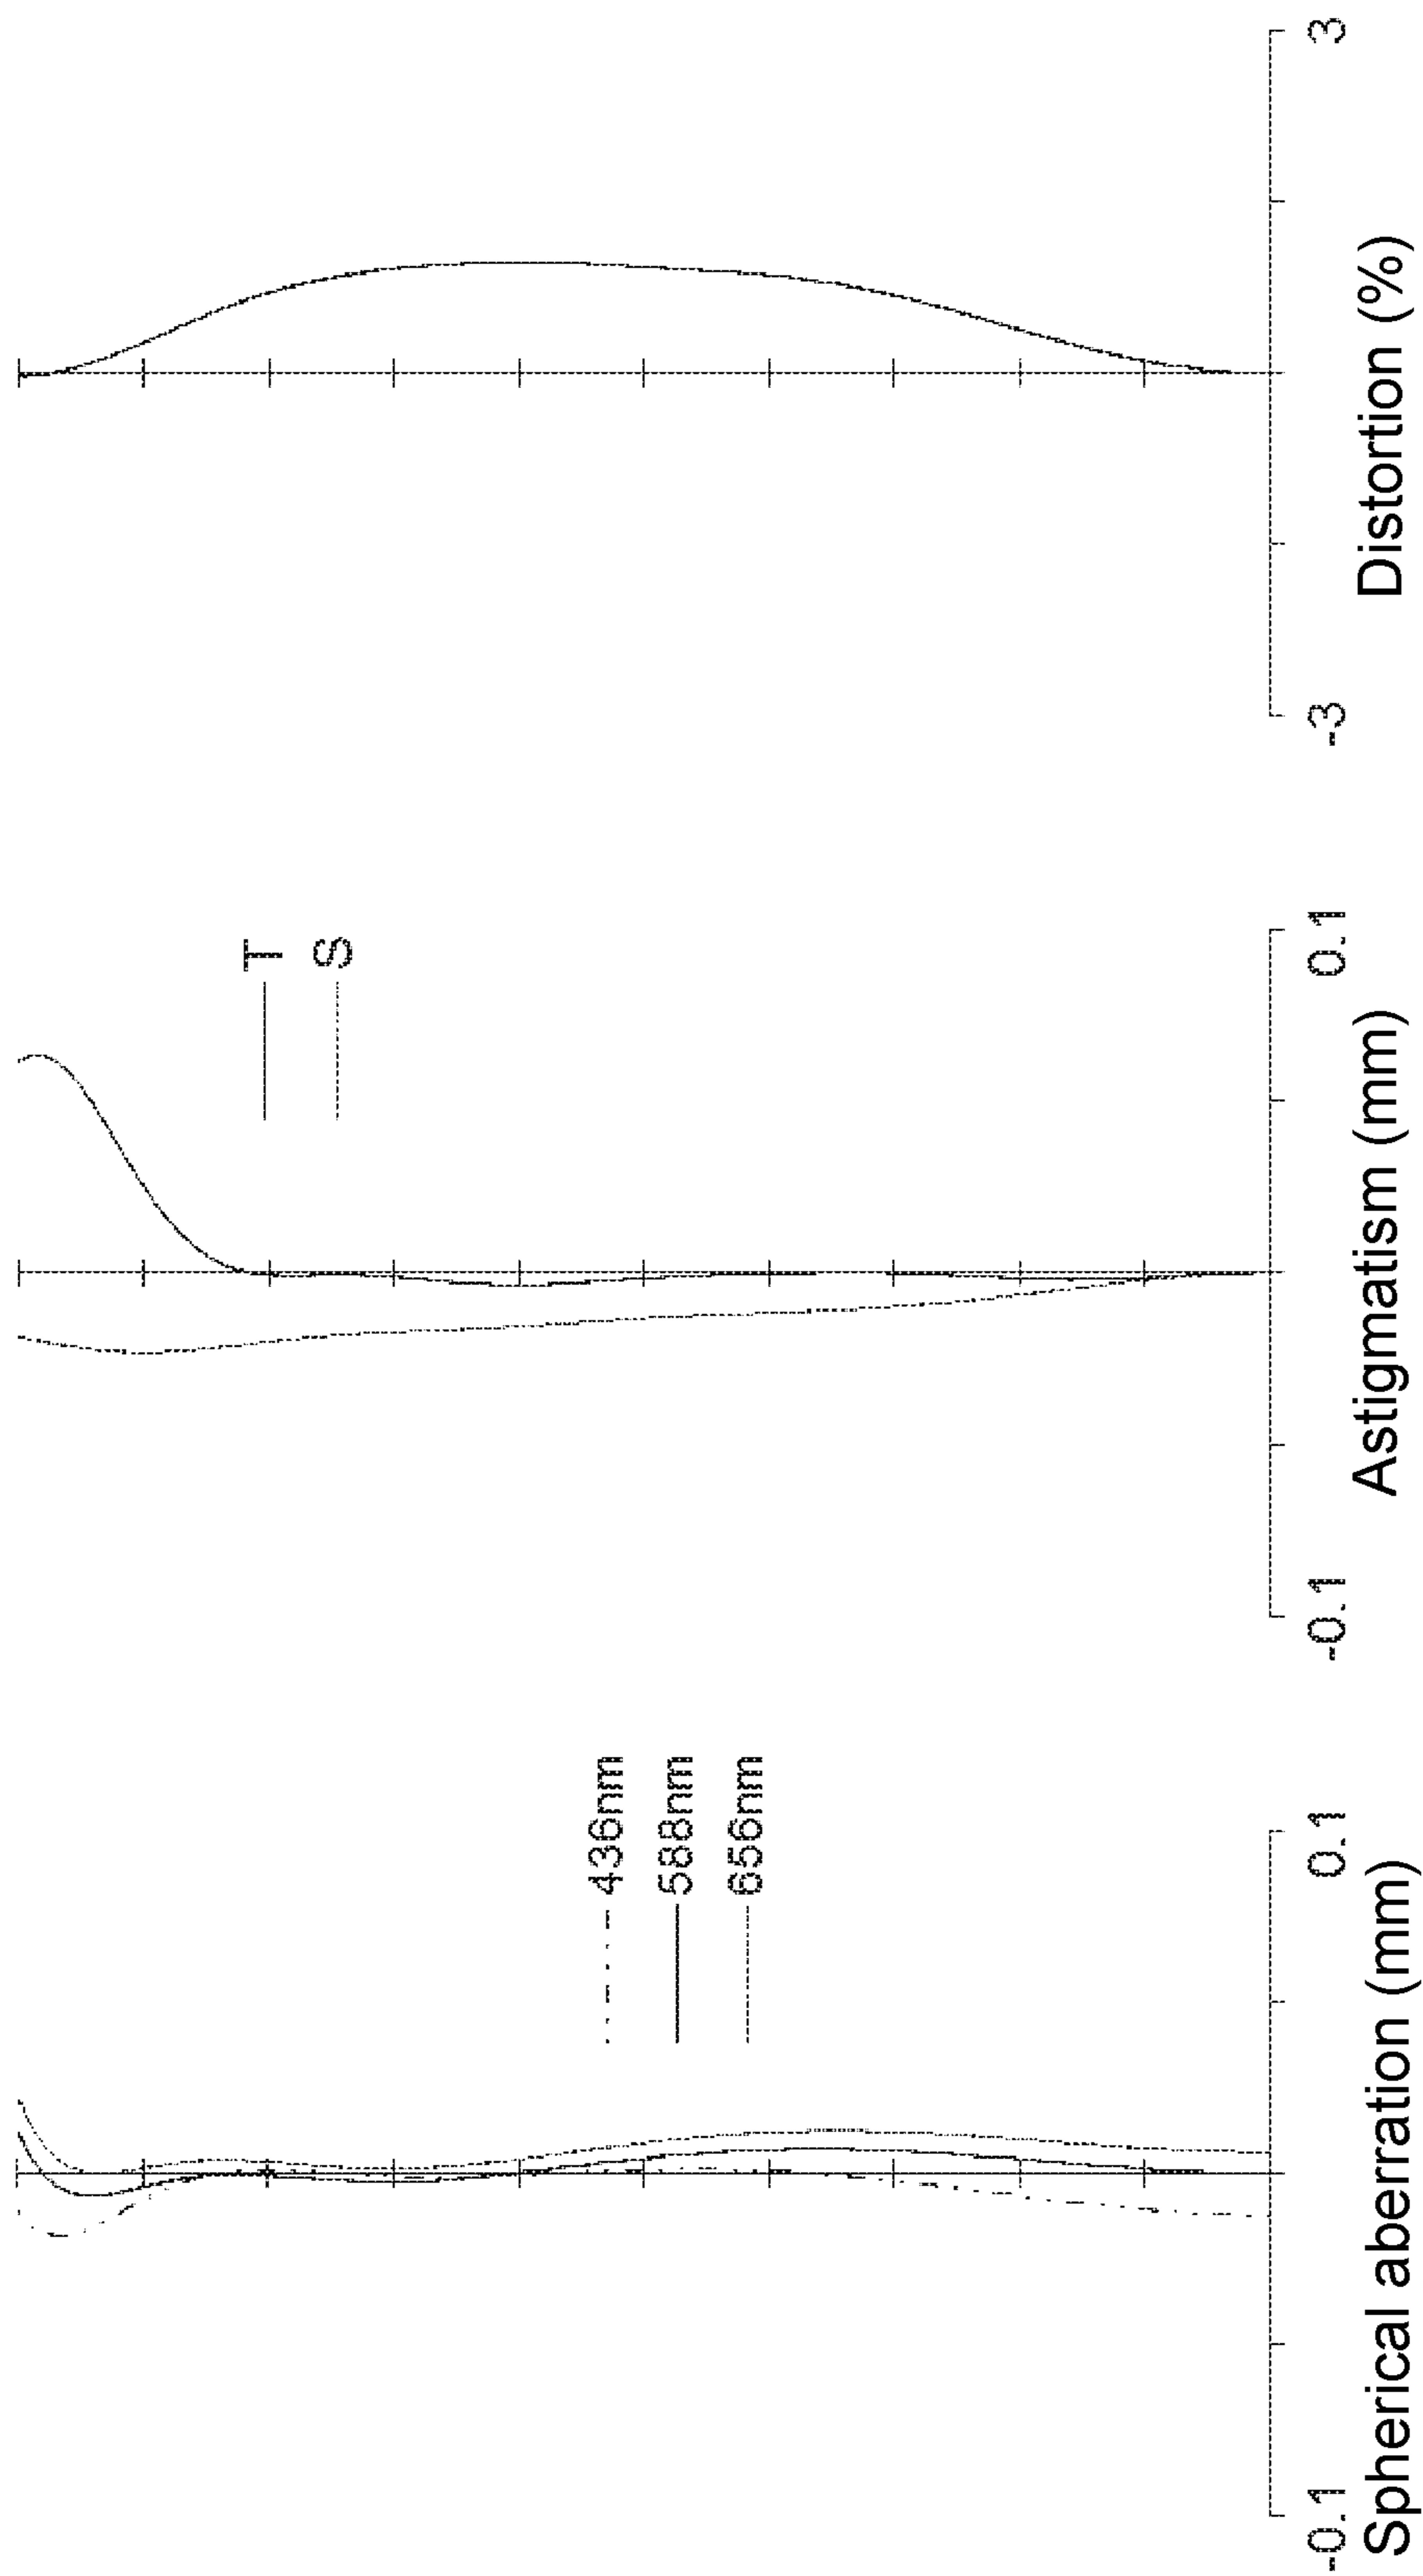 436nm
588nm
656nm
-0.1
0.1
Spherical aberration (mm)
T
S
-0.1
0.1
Astigmatism (mm)
-3
3
Distortion (%)